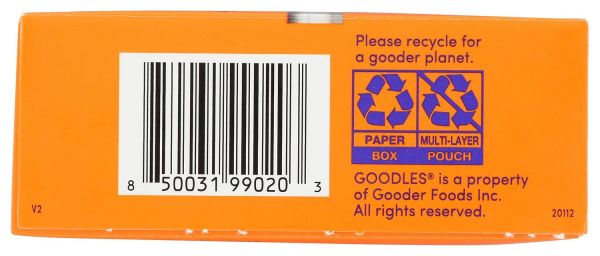 Please recycle for
a gooder planet.
PAPER MULTI-LAYER
BOX POUCH
8 50031 99020 3
GOODLES® is a property
of Gooder Foods Inc.
All rights reserved.
V2
20112